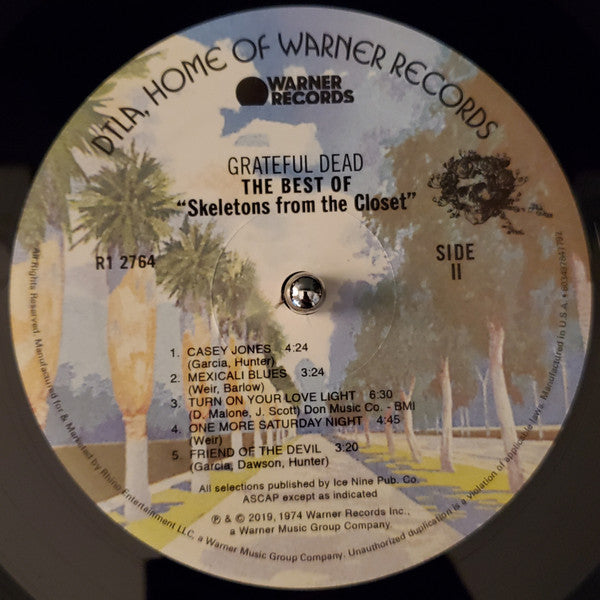 DTLA, HOME OF WARNER RECORDS
WARNER
RECORDS
GRATEFUL DEAD
THE BEST OF
"Skeletons from the Closet"
R1 2764
SIDE
II
1. CASEY JONES 4:24
(Garcia, Hunter)
2. MEXICALI BLUES 3:24
(Weir, Barlow)
3. TURN ON YOUR LOVE LIGHT 6:30
(D. Malone, J. Scott) Don Music Co. - BMI
4. ONE MORE SATURDAY NIGHT 4:45
(Weir)
5. FRIEND OF THE DEVIL 3:20
(Garcia, Dawson, Hunter)
All selections published by Ice Nine Pub. Co.
ASCAP except as indicated
℗ & © 2019, 1974 Warner Records Inc.,
a Warner Music Group Company
All Rights Reserved. Manufactured for & Marketed by Rhino Entertainment LLC, a Warner Music Group Company. Unauthorized duplication is a violation of applicable laws. Manufactured in U.S.A. •